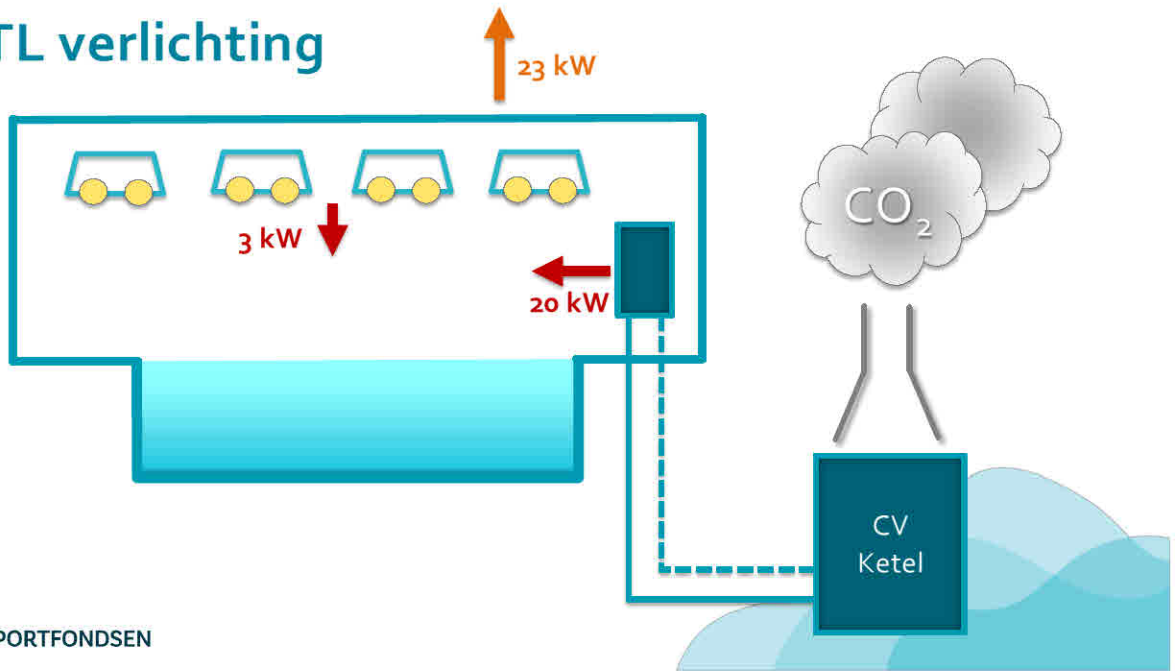 TL verlichting
23 kW
3 kW
20 kW
CO₂
CV
Ketel
PORTFONDSEN